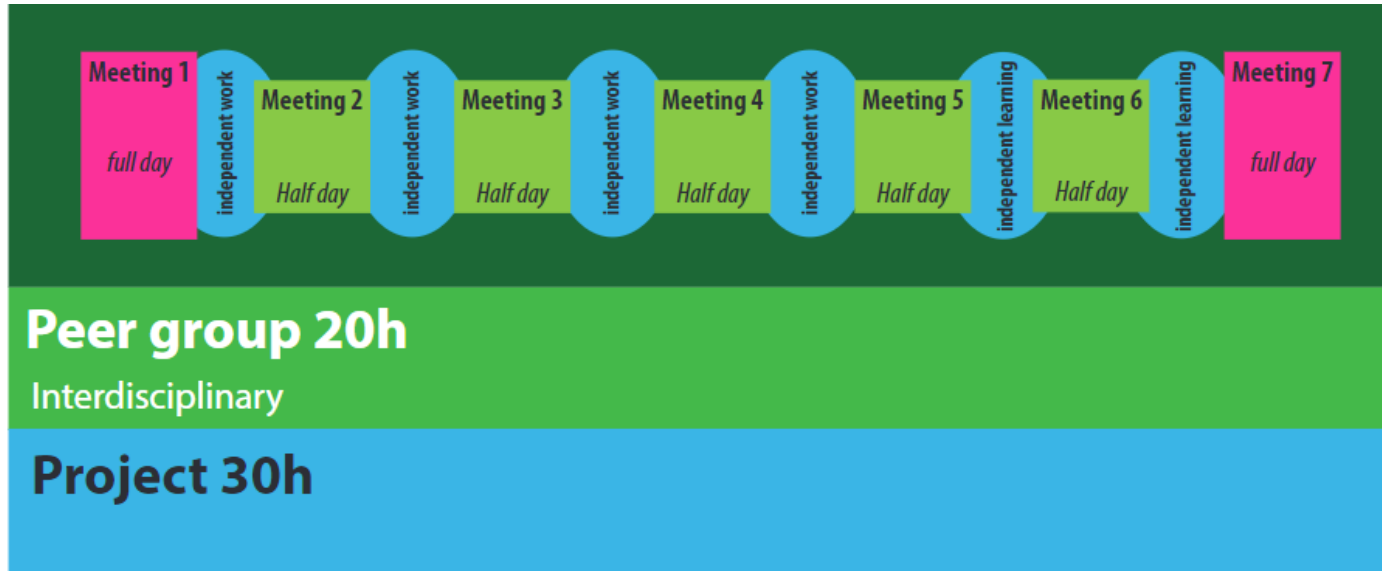 Meeting 1
full day
independent work
Meeting 2
Half day
independent work
Meeting 3
Half day
independent work
Meeting 4
Half day
independent work
Meeting 5
Half day
independent learning
Meeting 6
Half day
independent learning
Meeting 7
full day
Peer group 20h
Interdisciplinary
Project 30h